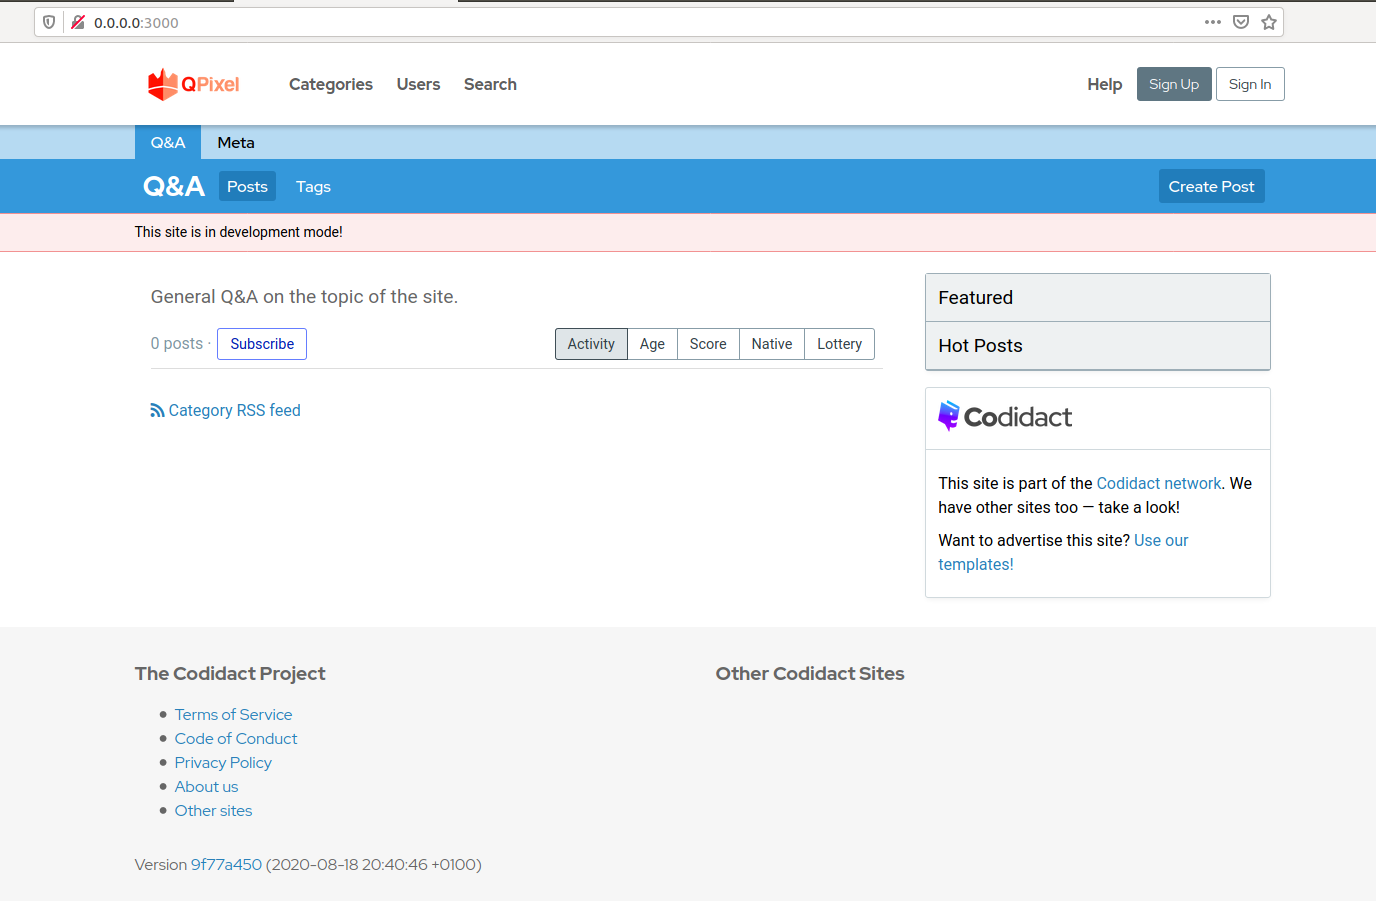 0.0.0.0:3000
QPixel
Categories Users Search
Help Sign Up Sign In
Q&A Meta
Q&A Posts Tags Create Post
This site is in development mode!
General Q&A on the topic of the site.
0 posts · Subscribe
Activity Age Score Native Lottery
Category RSS feed
Featured
Hot Posts
Codidact
This site is part of the Codidact network. We
have other sites too — take a look!
Want to advertise this site? Use our
templates!
The Codidact Project
Terms of Service
Code of Conduct
Privacy Policy
About us
Other sites
Other Codidact Sites
Version 9f77a450 (2020-08-18 20:40:46 +0100)